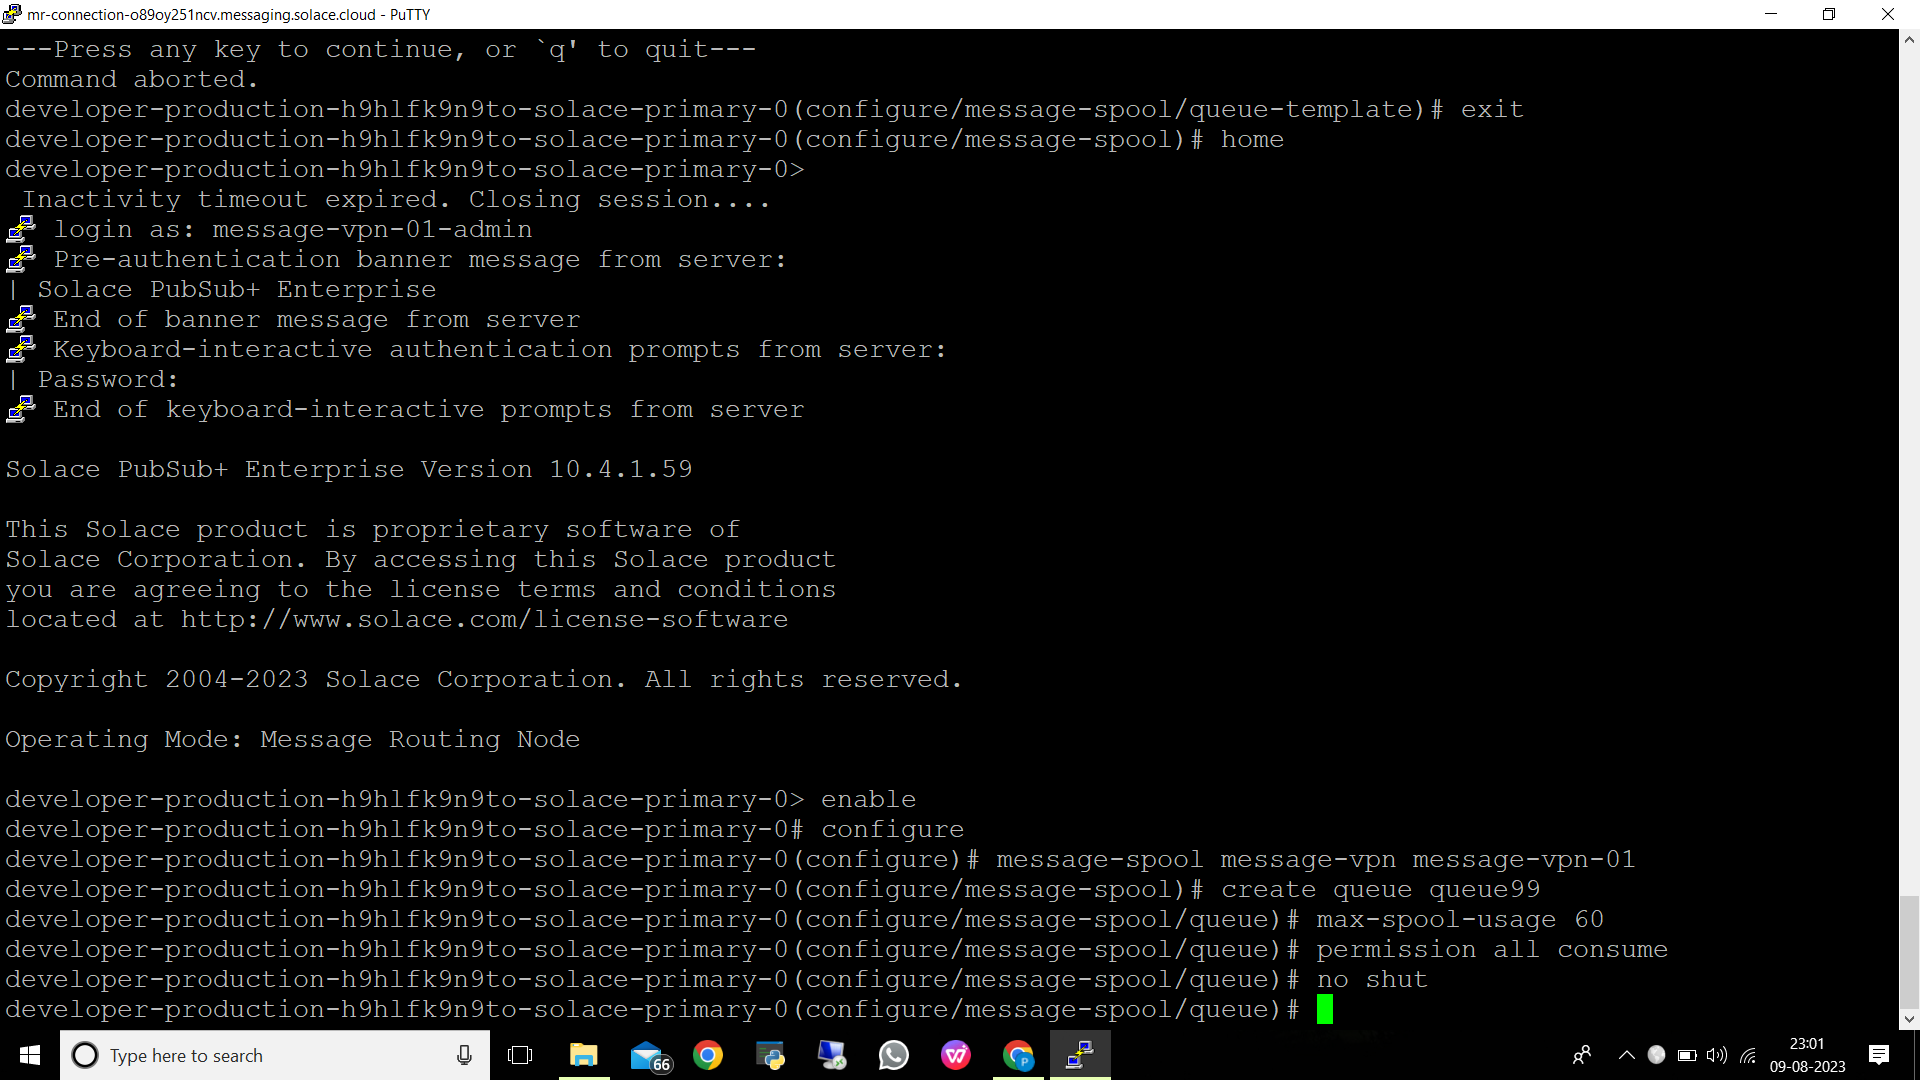 mr-connection-o89oy251ncv.messaging.solace.cloud - PuTTY
---Press any key to continue, or `q' to quit---
Command aborted.
developer-production-h9hlfk9n9to-solace-primary-0(configure/message-spool/queue-template)# exit
developer-production-h9hlfk9n9to-solace-primary-0(configure/message-spool)# home
developer-production-h9hlfk9n9to-solace-primary-0>
Inactivity timeout expired. Closing session....
login as: message-vpn-01-admin
Pre-authentication banner message from server:
| Solace PubSub+ Enterprise
End of banner message from server
Keyboard-interactive authentication prompts from server:
| Password:
End of keyboard-interactive prompts from server
Solace PubSub+ Enterprise Version 10.4.1.59
This Solace product is proprietary software of
Solace Corporation. By accessing this Solace product
you are agreeing to the license terms and conditions
located at http://www.solace.com/license-software
Copyright 2004-2023 Solace Corporation. All rights reserved.
Operating Mode: Message Routing Node
developer-production-h9hlfk9n9to-solace-primary-0> enable
developer-production-h9hlfk9n9to-solace-primary-0# configure
developer-production-h9hlfk9n9to-solace-primary-0(configure)# message-spool message-vpn message-vpn-01
developer-production-h9hlfk9n9to-solace-primary-0(configure/message-spool)# create queue queue99
developer-production-h9hlfk9n9to-solace-primary-0(configure/message-spool/queue)# max-spool-usage 60
developer-production-h9hlfk9n9to-solace-primary-0(configure/message-spool/queue)# permission all consume
developer-production-h9hlfk9n9to-solace-primary-0(configure/message-spool/queue)# no shut
developer-production-h9hlfk9n9to-solace-primary-0(configure/message-spool/queue)#
Type here to search
66
P
23:01
09-08-2023